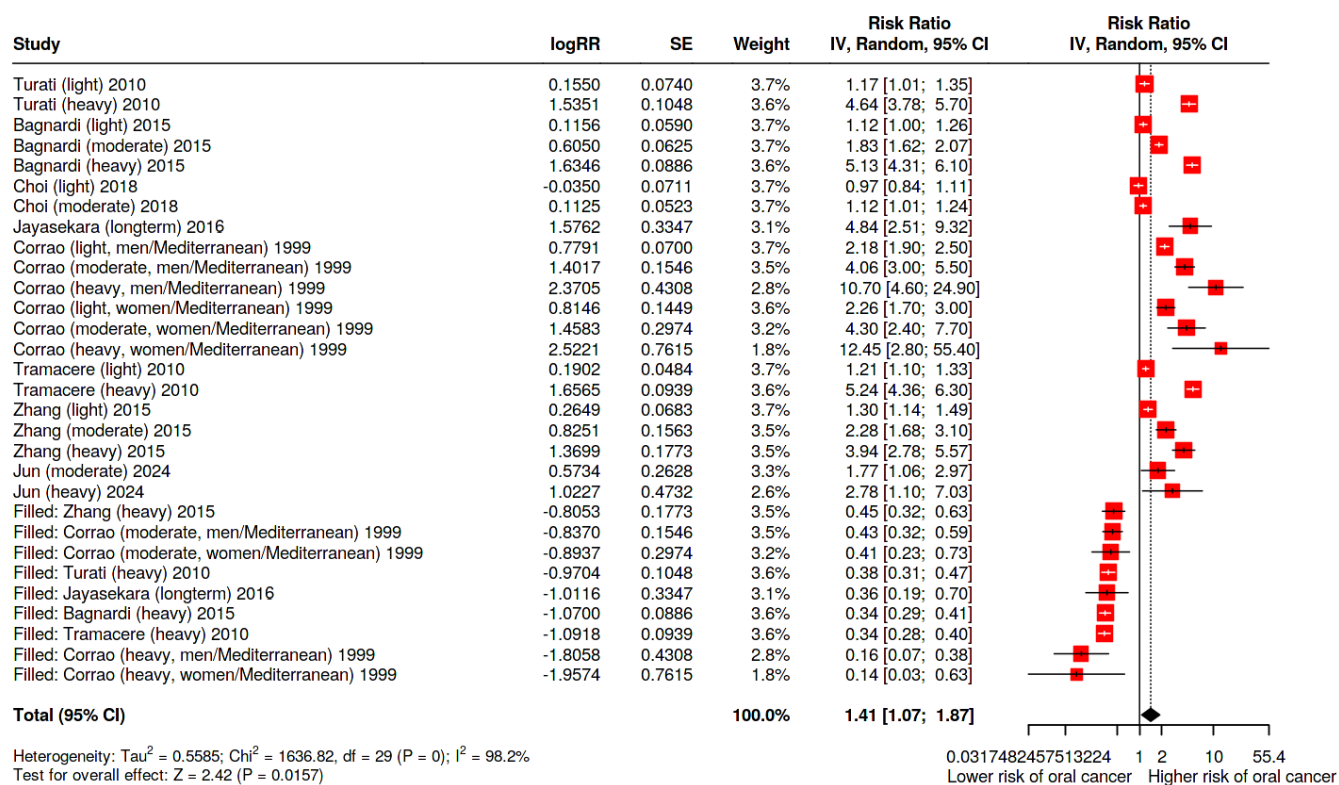 Risk Ratio Risk Ratio
Study logRR SE Weight IV, Random, 95% CI IV, Random, 95% CI
Turati (light) 2010 0.1550 0.0740 3.7% 1.17 [1.01; 1.35]
Turati (heavy) 2010 1.5351 0.1048 3.6% 4.64 [3.78; 5.70]
Bagnardi (light) 2015 0.1156 0.0590 3.7% 1.12 [1.00; 1.26]
Bagnardi (moderate) 2015 0.6050 0.0625 3.7% 1.83 [1.62; 2.07]
Bagnardi (heavy) 2015 1.6346 0.0886 3.6% 5.13 [4.31; 6.10]
Choi (light) 2018 -0.0350 0.0711 3.7% 0.97 [0.84; 1.11]
Choi (moderate) 2018 0.1125 0.0523 3.7% 1.12 [1.01; 1.24]
Jayasekara (longterm) 2016 1.5762 0.3347 3.1% 4.84 [2.51; 9.32]
Corrao (light, men/Mediterranean) 1999 0.7791 0.0700 3.7% 2.18 [1.90; 2.50]
Corrao (moderate, men/Mediterranean) 1999 1.4017 0.1546 3.5% 4.06 [3.00; 5.50]
Corrao (heavy, men/Mediterranean) 1999 2.3705 0.4308 2.8% 10.70 [4.60; 24.90]
Corrao (light, women/Mediterranean) 1999 0.8146 0.1449 3.6% 2.26 [1.70; 3.00]
Corrao (moderate, women/Mediterranean) 1999 1.4583 0.2974 3.2% 4.30 [2.40; 7.70]
Corrao (heavy, women/Mediterranean) 1999 2.5221 0.7615 1.8% 12.45 [2.80; 55.40]
Tramacere (light) 2010 0.1902 0.0484 3.7% 1.21 [1.10; 1.33]
Tramacere (heavy) 2010 1.6565 0.0939 3.6% 5.24 [4.36; 6.30]
Zhang (light) 2015 0.2649 0.0683 3.7% 1.30 [1.14; 1.49]
Zhang (moderate) 2015 0.8251 0.1563 3.5% 2.28 [1.68; 3.10]
Zhang (heavy) 2015 1.3699 0.1773 3.5% 3.94 [2.78; 5.57]
Jun (moderate) 2024 0.5734 0.2628 3.3% 1.77 [1.06; 2.97]
Jun (heavy) 2024 1.0227 0.4732 2.6% 2.78 [1.10; 7.03]
Filled: Zhang (heavy) 2015 -0.8053 0.1773 3.5% 0.45 [0.32; 0.63]
Filled: Corrao (moderate, men/Mediterranean) 1999 -0.8370 0.1546 3.5% 0.43 [0.32; 0.59]
Filled: Corrao (moderate, women/Mediterranean) 1999 -0.8937 0.2974 3.2% 0.41 [0.23; 0.73]
Filled: Turati (heavy) 2010 -0.9704 0.1048 3.6% 0.38 [0.31; 0.47]
Filled: Jayasekara (longterm) 2016 -1.0116 0.3347 3.1% 0.36 [0.19; 0.70]
Filled: Bagnardi (heavy) 2015 -1.0700 0.0886 3.6% 0.34 [0.29; 0.41]
Filled: Tramacere (heavy) 2010 -1.0918 0.0939 3.6% 0.34 [0.28; 0.40]
Filled: Corrao (heavy, men/Mediterranean) 1999 -1.8058 0.4308 2.8% 0.16 [0.07; 0.38]
Filled: Corrao (heavy, women/Mediterranean) 1999 -1.9574 0.7615 1.8% 0.14 [0.03; 0.63]
Total (95% CI) 100.0% 1.41 [1.07; 1.87]
Heterogeneity: Tau² = 0.5585; Chi² = 1636.82, df = 29 (P = 0); I² = 98.2%
Test for overall effect: Z = 2.42 (P = 0.0157)
0.0317482457513224 1 2 10 55.4
Lower risk of oral cancer Higher risk of oral cancer